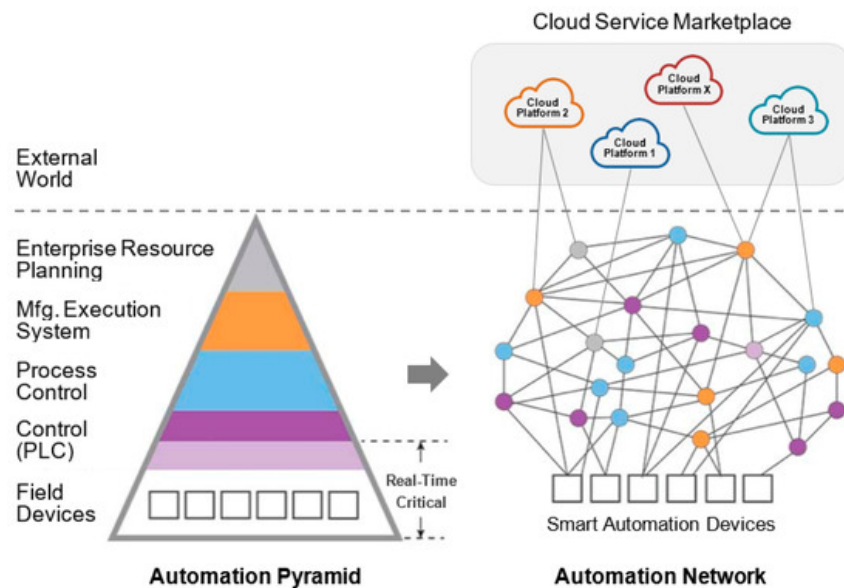 Cloud Service Marketplace
Cloud
Platform 2
Cloud
Platform X
Cloud
Platform 1
Cloud
Platform 3
External
World
Enterprise Resource
Planning
Mfg. Execution
System
Process
Control
Control
(PLC)
Field
Devices
Real-Time
Critical
Smart Automation Devices
Automation Pyramid
Automation Network